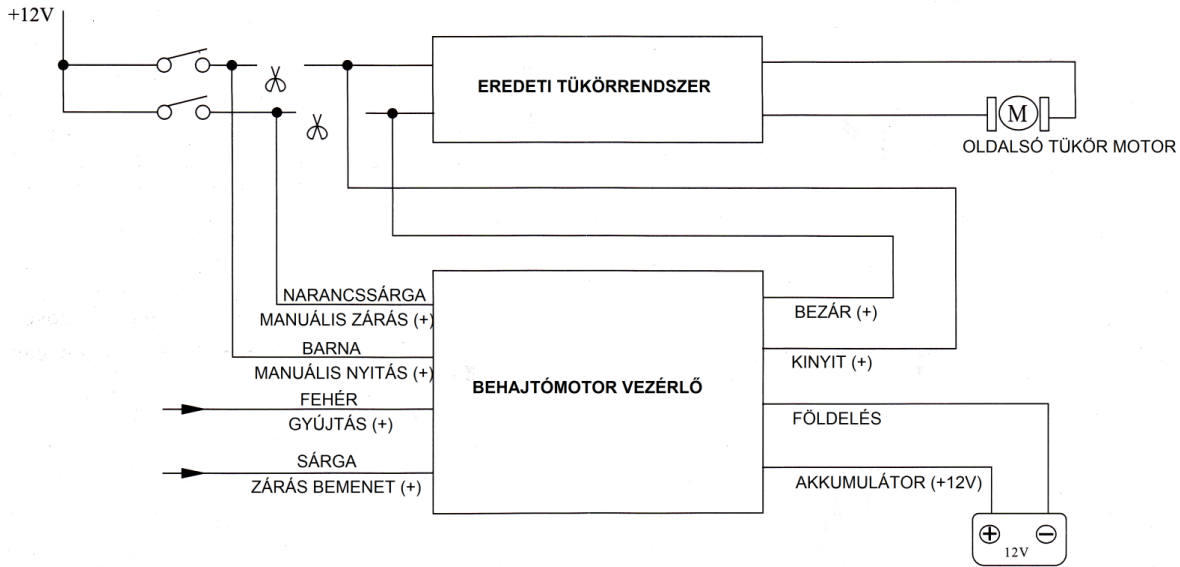 +12V
EREDETI TÜKÖRRENDSZER
M
OLDALSÓ TÜKÖR MOTOR
NARANCSSÁRGA
MANUÁLIS ZÁRÁS (+)
BARNA
MANUÁLIS NYITÁS (+)
FEHÉR
GYÚJTÁS (+)
SÁRGA
ZÁRÁS BEMENET (+)
BEHAJTÓMOTOR VEZÉRLŐ
BEZÁR (+)
KINYIT (+)
FÖLDELÉS
AKKUMULÁTOR (+12V)
+ −
12V